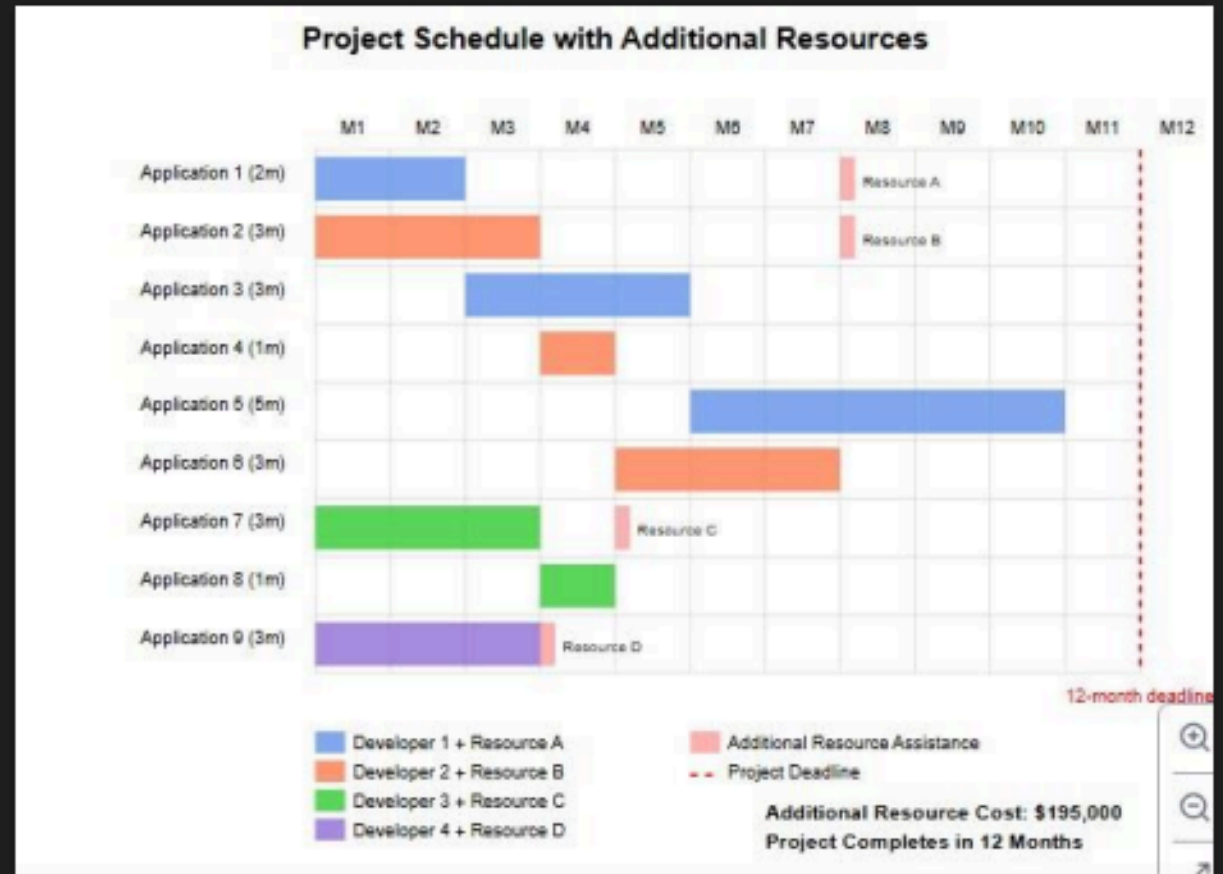 Project Schedule with Additional Resources
M1 M2 M3 M4 M5 M6 M7 M8 M9 M10 M11 M12
Application 1 (2m)
Resource A
Application 2 (3m)
Resource B
Application 3 (3m)
Application 4 (1m)
Application 5 (5m)
Application 6 (3m)
Application 7 (3m)
Resource C
Application 8 (1m)
Application 9 (3m)
Resource D
12-month deadline
Developer 1 + Resource A
Developer 2 + Resource B
Developer 3 + Resource C
Developer 4 + Resource D
Additional Resource Assistance
Project Deadline
Additional Resource Cost: $195,000
Project Completes in 12 Months